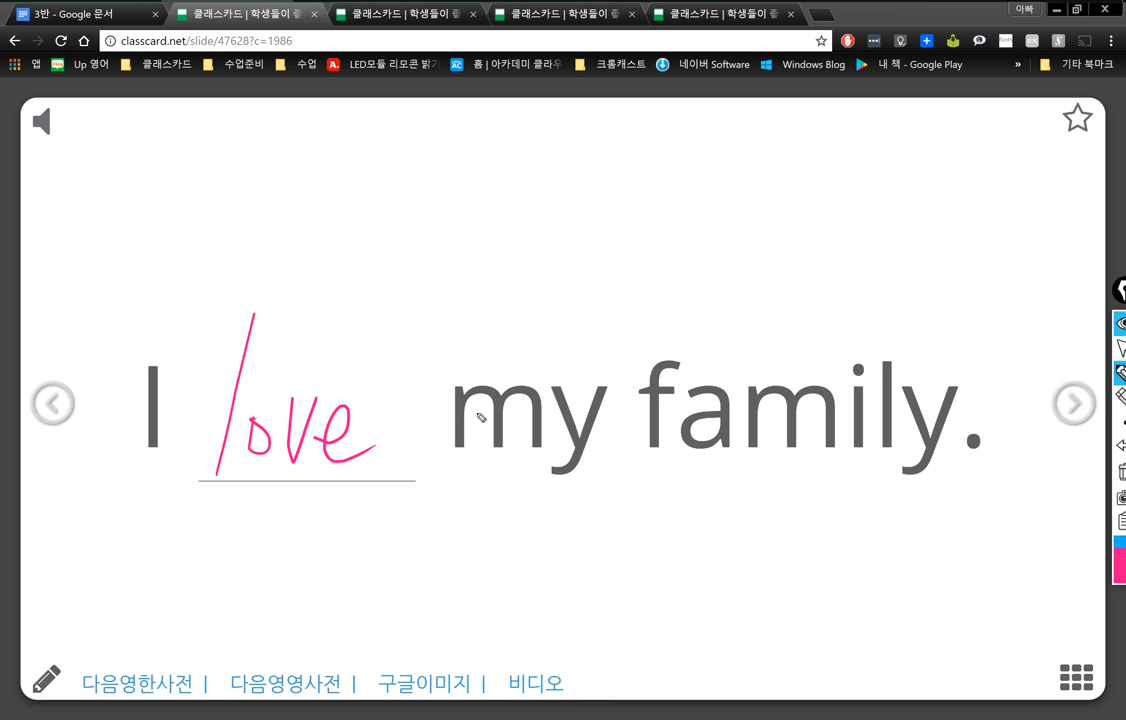 3반 - Google 문서
클래스카드 | 학생들이 좋
클래스카드 | 학생들이 좋
클래스카드 | 학생들이 좋
클래스카드 | 학생들이 좋
아빠
classcard.net/slide/47628?c=1986
앱 Up 영어 클래스카드 수업준비 수업 LED모듈 리모콘 밝기 홈 | 아카데미 클라우 크롬캐스트 네이버 Software Windows Blog 내 책 - Google Play » 기타 북마크
I love my family.
다음영한사전 | 다음영영사전 | 구글이미지 | 비디오